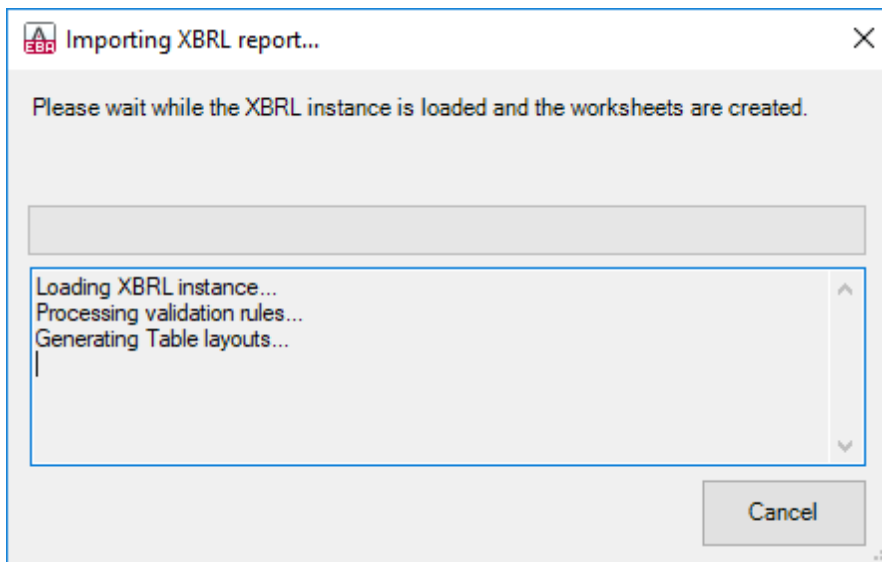 A
EBA
Importing XBRL report...
Please wait while the XBRL instance is loaded and the worksheets are created.
Loading XBRL instance...
Processing validation rules...
Generating Table layouts...
Cancel